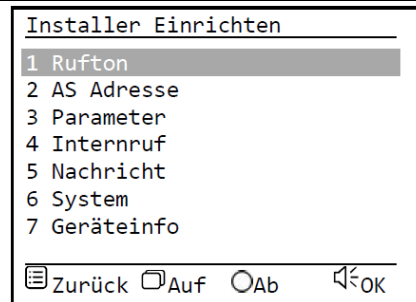 Installer Einrichten
1 Rufton
2 AS Adresse
3 Parameter
4 Internruf
5 Nachricht
6 System
7 Geräteinfo
Zurück Auf Ab OK